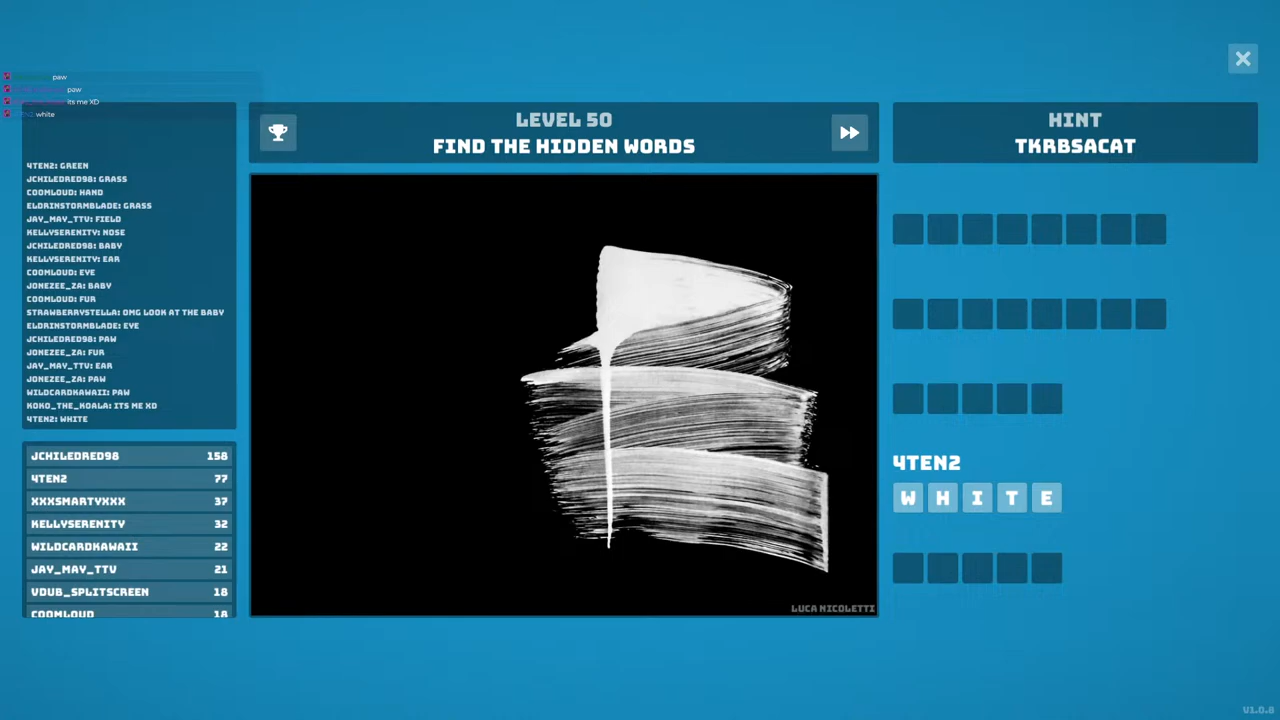 paw
paw
its me XD
white
4TEN2: GREEN
JCHILEDRED98: GRASS
COOMLOUD: HAND
ELDRINSTORMBLADE: GRASS
JAY_MAY_TTV: FIELD
KELLYSERENITY: NOSE
JCHILEDRED98: BABY
KELLYSERENITY: EAR
COOMLOUD: EYE
JONEZEE_ZA: BABY
COOMLOUD: FUR
STRAWBERRYSTELLA: OMG LOOK AT THE BABY
ELDRINSTORMBLADE: EYE
JCHILEDRED98: PAW
JONEZEE_ZA: FUR
JAY_MAY_TTV: EAR
JONEZEE_ZA: PAW
WILDCARDKAWAII: PAW
KOKO_THE_KOALA: ITS ME XD
4TEN2: WHITE
JCHILEDRED98 158
4TEN2 77
XXXSMARTYXXX 37
KELLYSERENITY 32
WILDCARDKAWAII 22
JAY_MAY_TTV 21
VDUB_SPLITSCREEN 18
COOMLOUD 18
LEVEL 50
FIND THE HIDDEN WORDS
LUCA NICOLETTI
HINT
TKRBSACAT
4TEN2
WHITE
V1.0.8